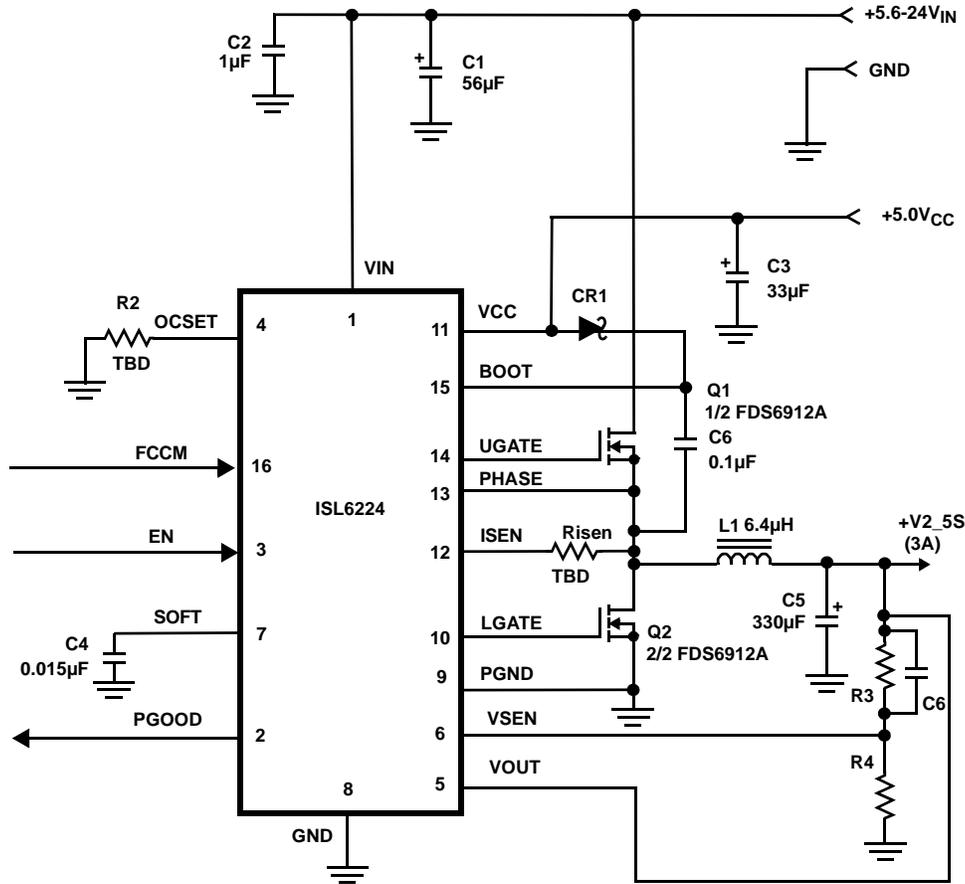 +5.6-24VIN
C2
1µF
+
C1
56µF
GND
+5.0VCC
VIN
+
C3
33µF
R2
OCSET
TBD
4
1
11
VCC
CR1
15
BOOT
Q1
1/2 FDS6912A
FCCM
16
14
UGATE
C6
0.1µF
13
PHASE
ISL6224
EN
3
12
ISEN
Risen
TBD
L1 6.4µH
+V2_5S
(3A)
SOFT
7
C4
0.015µF
10
LGATE
Q2
2/2 FDS6912A
C5
330µF
+
9
PGND
R3
C6
PGOOD
2
6
VSEN
R4
5
VOUT
8
GND